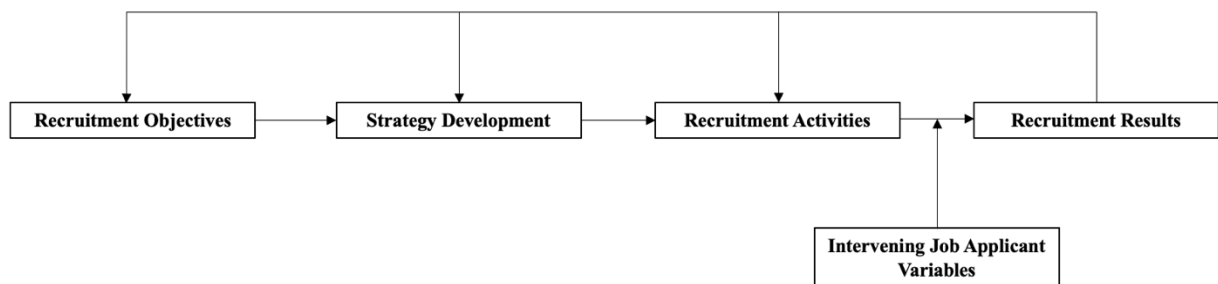 Recruitment Objectives
Strategy Development
Recruitment Activities
Recruitment Results
Intervening Job Applicant
Variables